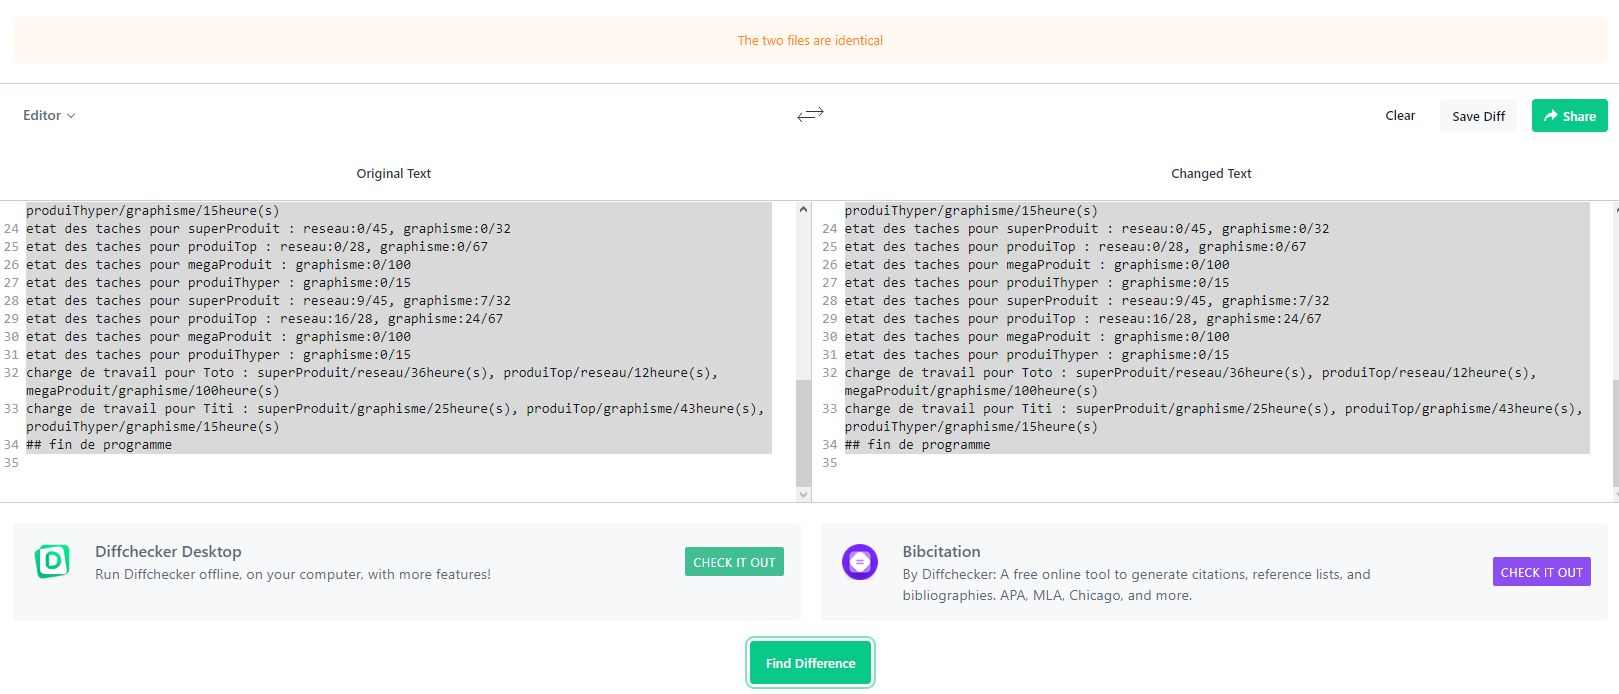 The two files are identical
Editor
Clear
Save Diff
Share
Original Text
Changed Text
produiThyper/graphisme/15heure(s)
24 etat des taches pour superProduit : reseau:0/45, graphisme:0/32
25 etat des taches pour produiTop : reseau:0/28, graphisme:0/67
26 etat des taches pour megaProduit : graphisme:0/100
27 etat des taches pour produiThyper : graphisme:0/15
28 etat des taches pour superProduit : reseau:9/45, graphisme:7/32
29 etat des taches pour produiTop : reseau:16/28, graphisme:24/67
30 etat des taches pour megaProduit : graphisme:0/100
31 etat des taches pour produiThyper : graphisme:0/15
32 charge de travail pour Toto : superProduit/reseau/36heure(s), produiTop/reseau/12heure(s),
megaProduit/graphisme/100heure(s)
33 charge de travail pour Titi : superProduit/graphisme/25heure(s), produiTop/graphisme/43heure(s),
produiThyper/graphisme/15heure(s)
34 ## fin de programme
35
produiThyper/graphisme/15heure(s)
24 etat des taches pour superProduit : reseau:0/45, graphisme:0/32
25 etat des taches pour produiTop : reseau:0/28, graphisme:0/67
26 etat des taches pour megaProduit : graphisme:0/100
27 etat des taches pour produiThyper : graphisme:0/15
28 etat des taches pour superProduit : reseau:9/45, graphisme:7/32
29 etat des taches pour produiTop : reseau:16/28, graphisme:24/67
30 etat des taches pour megaProduit : graphisme:0/100
31 etat des taches pour produiThyper : graphisme:0/15
32 charge de travail pour Toto : superProduit/reseau/36heure(s), produiTop/reseau/12heure(s),
megaProduit/graphisme/100heure(s)
33 charge de travail pour Titi : superProduit/graphisme/25heure(s), produiTop/graphisme/43heure(s),
produiThyper/graphisme/15heure(s)
34 ## fin de programme
35
Diffchecker Desktop
Run Diffchecker offline, on your computer, with more features!
CHECK IT OUT
Bibcitation
By Diffchecker: A free online tool to generate citations, reference lists, and
bibliographies. APA, MLA, Chicago, and more.
CHECK IT OUT
Find Difference